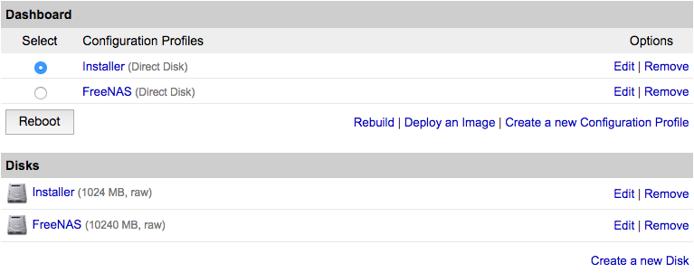 Dashboard
Select Configuration Profiles Options
Installer (Direct Disk) Edit | Remove
FreeNAS (Direct Disk) Edit | Remove
Reboot Rebuild | Deploy an Image | Create a new Configuration Profile
Disks
Installer (1024 MB, raw) Edit | Remove
FreeNAS (10240 MB, raw) Edit | Remove
Create a new Disk